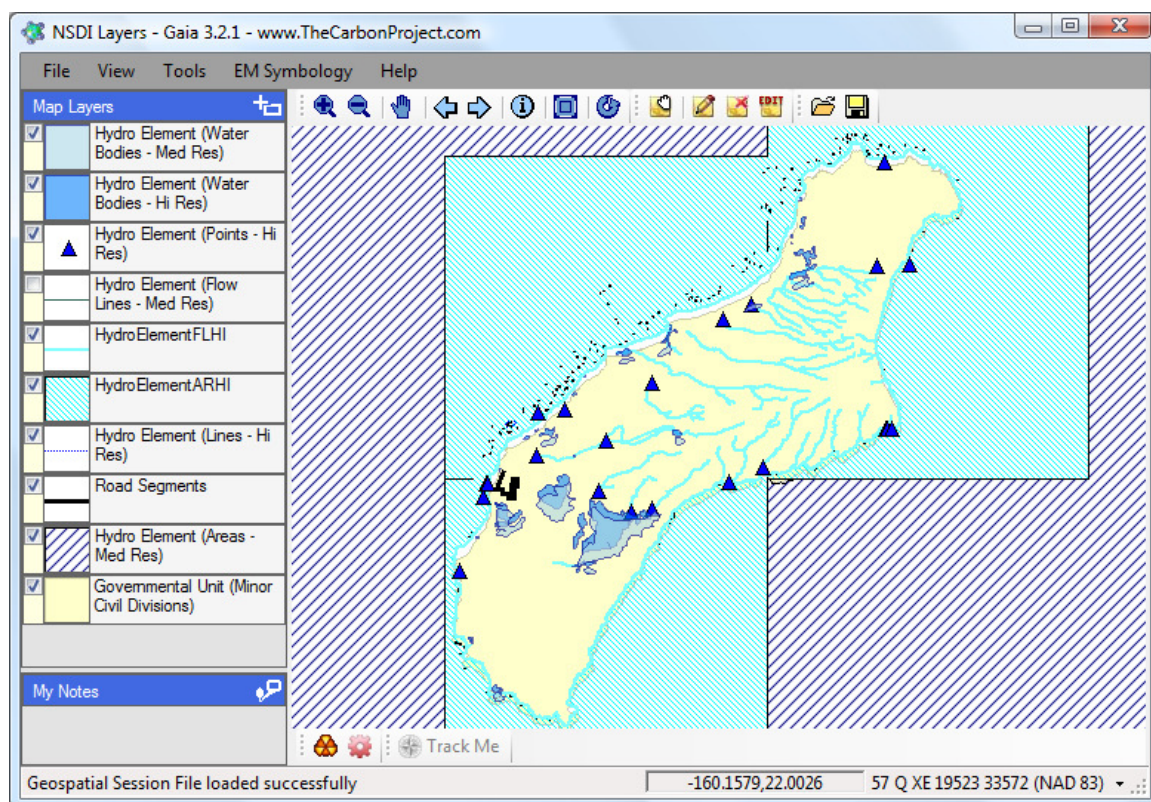 NSDI Layers - Gaia 3.2.1 - www.TheCarbonProject.com
File View Tools EM Symbology Help
Map Layers
EDIT
Hydro Element (Water
Bodies - Med Res)
Hydro Element (Water
Bodies - Hi Res)
Hydro Element (Points - Hi
Res)
Hydro Element (Flow
Lines - Med Res)
HydroElementFLHI
HydroElementARHI
Hydro Element (Lines - Hi
Res)
Road Segments
Hydro Element (Areas -
Med Res)
Governmental Unit (Minor
Civil Divisions)
My Notes
Track Me
Geospatial Session File loaded successfully
-160.1579,22.0026
57 Q XE 19523 33572 (NAD 83)